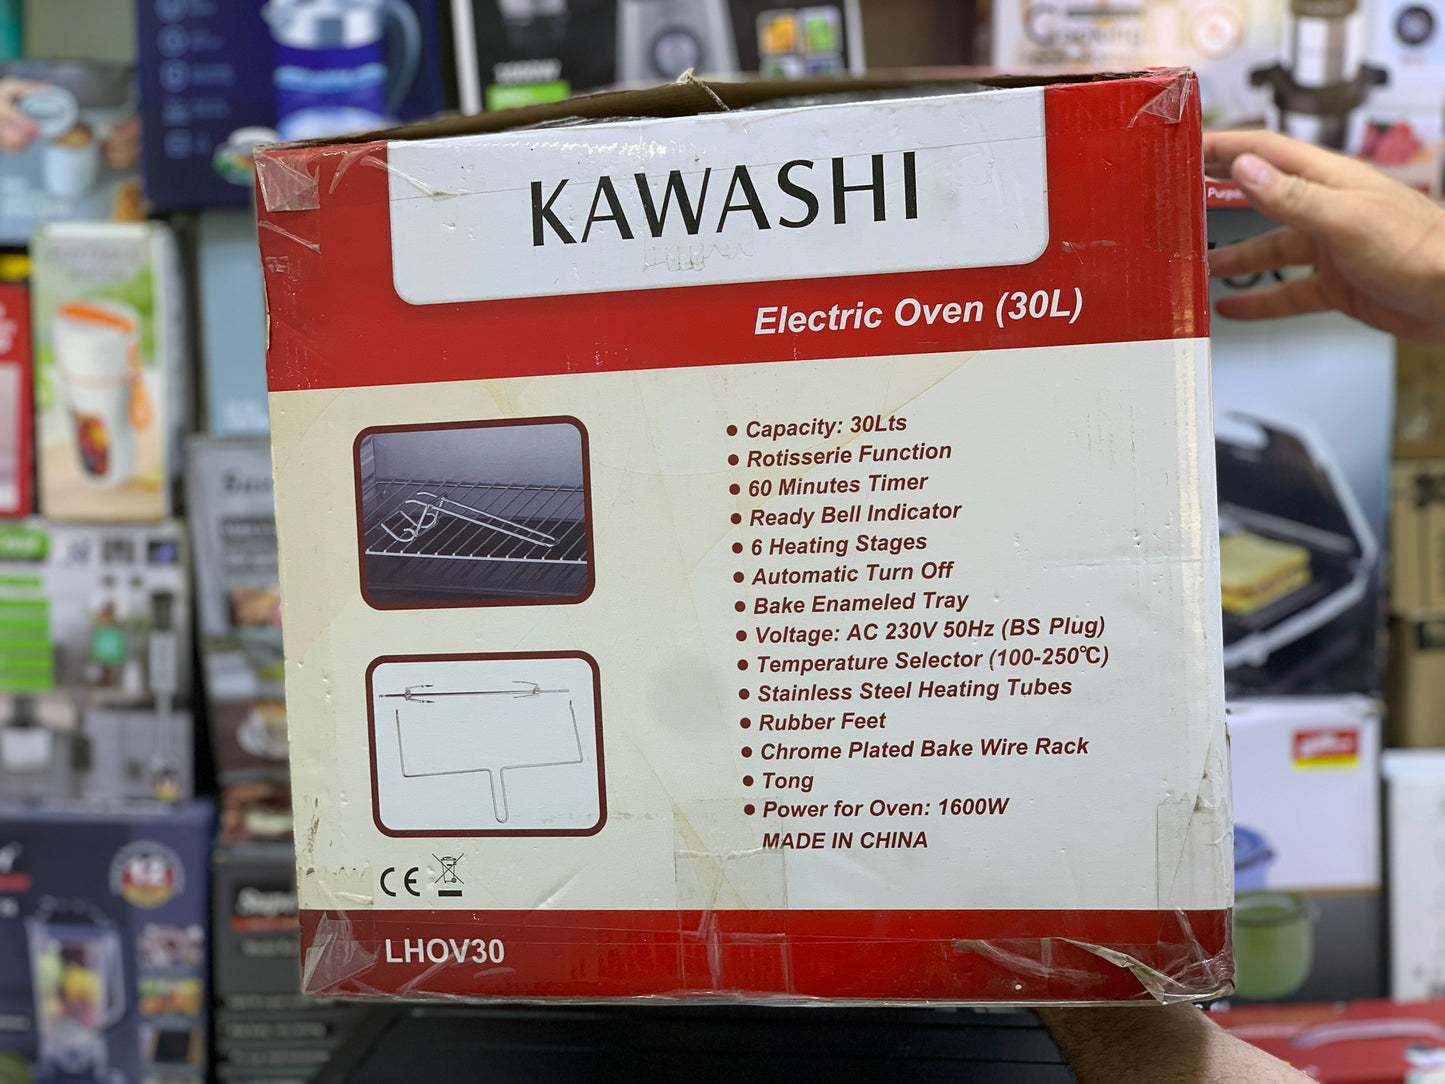 KAWASHI
Electric Oven (30L)
● Capacity: 30Lts
● Rotisserie Function
● 60 Minutes Timer
● Ready Bell Indicator
● 6 Heating Stages
● Automatic Turn Off
● Bake Enameled Tray
● Voltage: AC 230V 50Hz (BS Plug)
● Temperature Selector (100-250℃)
● Stainless Steel Heating Tubes
● Rubber Feet
● Chrome Plated Bake Wire Rack
● Tong
● Power for Oven: 1600W
MADE IN CHINA
CE
LHOV30